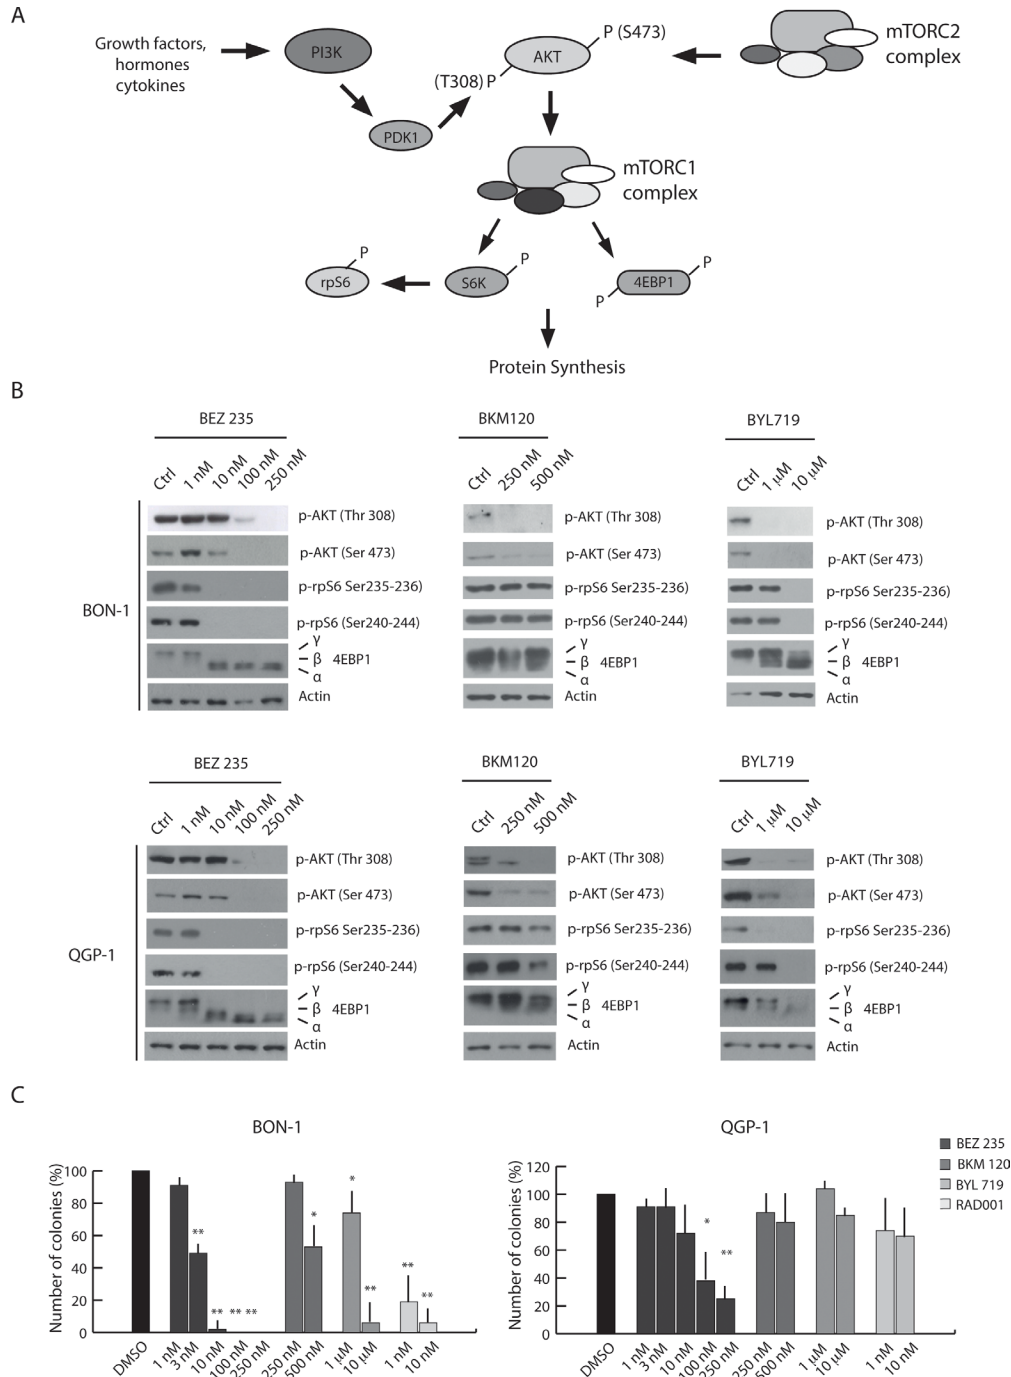 A
Growth factors,
hormones
cytokines
PI3K
PDK1
(T308) P
AKT
P (S473)
mTORC2
complex
mTORC1
complex
rpS6
P
S6K
P
4EBP1
P
P
Protein Synthesis
B
BEZ 235
BKM120
BYL719
Ctrl
1 nM
10 nM
100 nM
250 nM
Ctrl
250 nM
500 nM
Ctrl
1 µM
10 µM
BON-1
p-AKT (Thr 308)
p-AKT (Ser 473)
p-rpS6 Ser235-236)
p-rpS6 (Ser240-244)
γ
β 4EBP1
α
Actin
p-AKT (Thr 308)
p-AKT (Ser 473)
p-rpS6 Ser235-236)
p-rpS6 (Ser240-244)
γ
β 4EBP1
α
Actin
p-AKT (Thr 308)
p-AKT (Ser 473)
p-rpS6 Ser235-236)
p-rpS6 (Ser240-244)
γ
β 4EBP1
α
Actin
BEZ 235
BKM120
BYL719
Ctrl
1 nM
10 nM
100 nM
250 nM
Ctrl
250 nM
500 nM
Ctrl
1 µM
10 µM
QGP-1
p-AKT (Thr 308)
p-AKT (Ser 473)
p-rpS6 Ser235-236)
p-rpS6 (Ser240-244)
γ
β 4EBP1
α
Actin
p-AKT (Thr 308)
p-AKT (Ser 473)
p-rpS6 Ser235-236)
p-rpS6 (Ser240-244)
γ
β 4EBP1
α
Actin
p-AKT (Thr 308)
p-AKT (Ser 473)
p-rpS6 Ser235-236)
p-rpS6 (Ser240-244)
γ
β 4EBP1
α
Actin
C
BON-1
Number of colonies (%)
100
80
60
40
20
0
**
**
** **
*
*
**
**
**
DMSO
1 nM
3 nM
10 nM
100 nM
250 nM
250 nM
500 nM
1 µM
10 µM
1 nM
10 nM
QGP-1
Number of colonies (%)
120
100
80
60
40
20
0
*
**
DMSO
1 nM
3 nM
10 nM
100 nM
250 nM
250 nM
500 nM
1 µM
10 µM
1 nM
10 nM
BEZ 235
BKM 120
BYL 719
RAD001